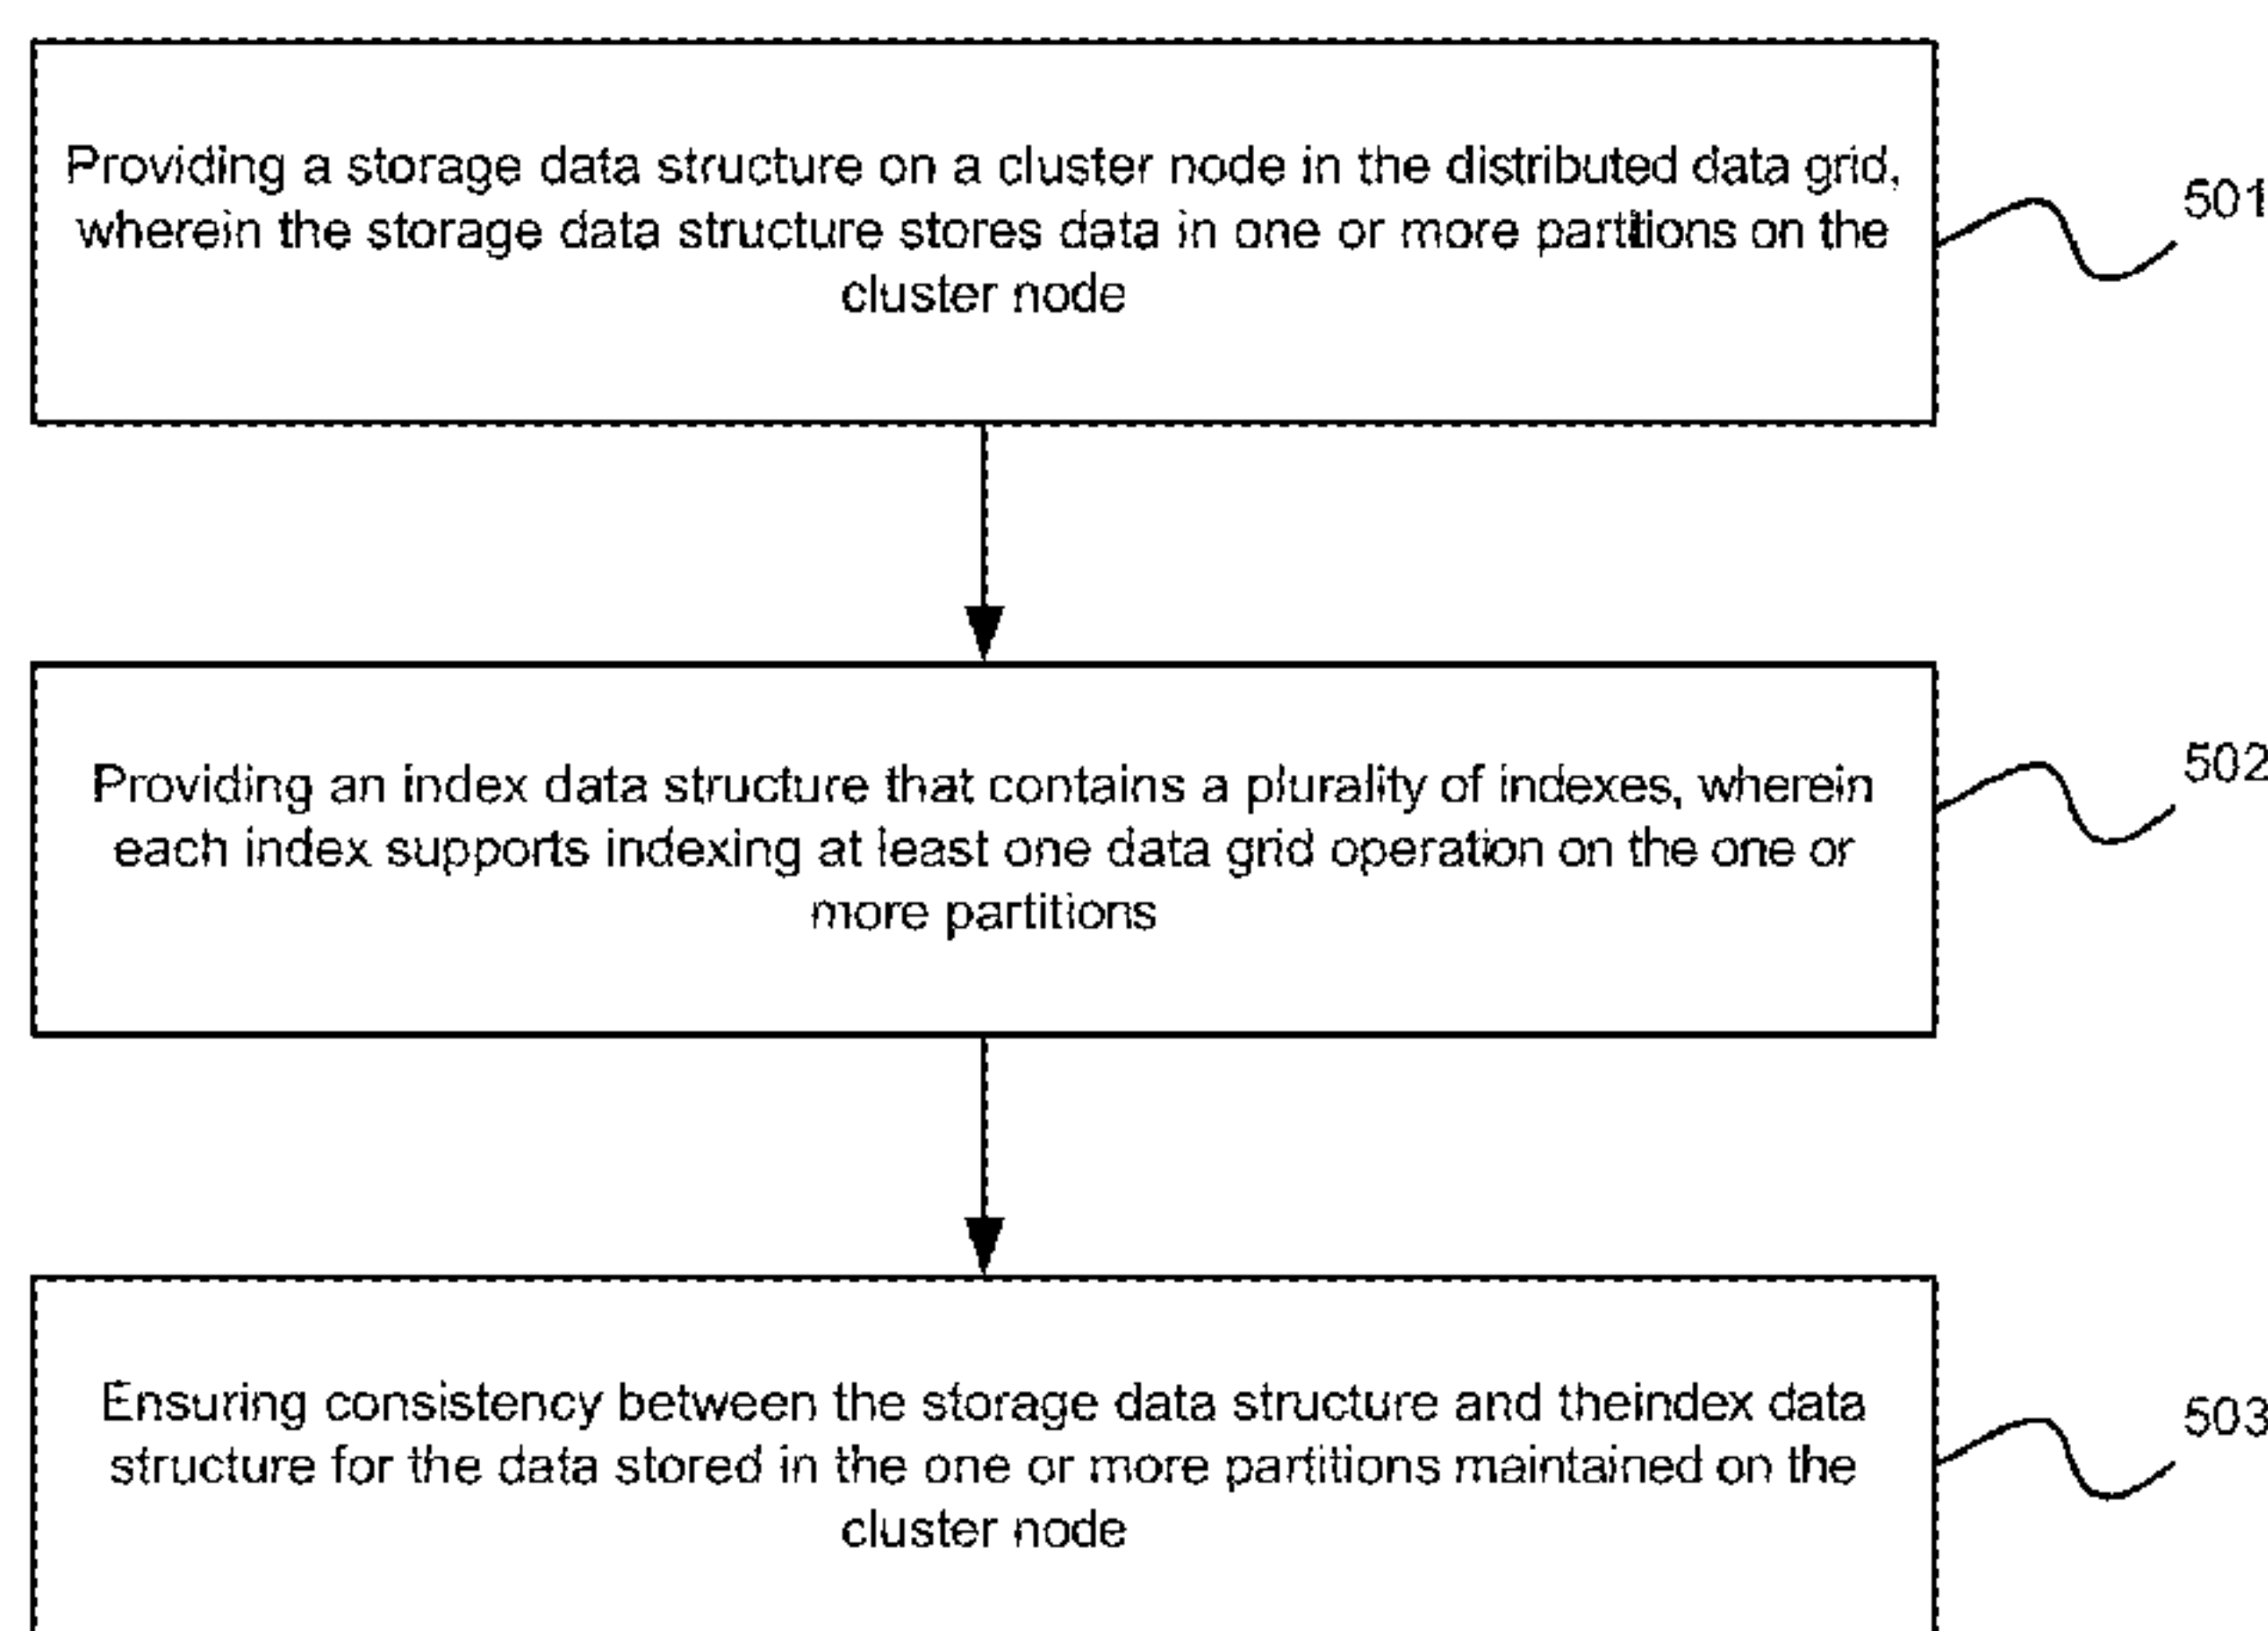 Providing a storage data structure on a cluster node in the distributed data grid,
wherein the storage data structure stores data in one or more partitions on the
cluster node
501
Providing an index data structure that contains a plurality of indexes, wherein
each index supports indexing at least one data grid operation on the one or
more partitions
502
Ensuring consistency between the storage data structure and theindex data
structure for the data stored in the one or more partitions maintained on the
cluster node
503